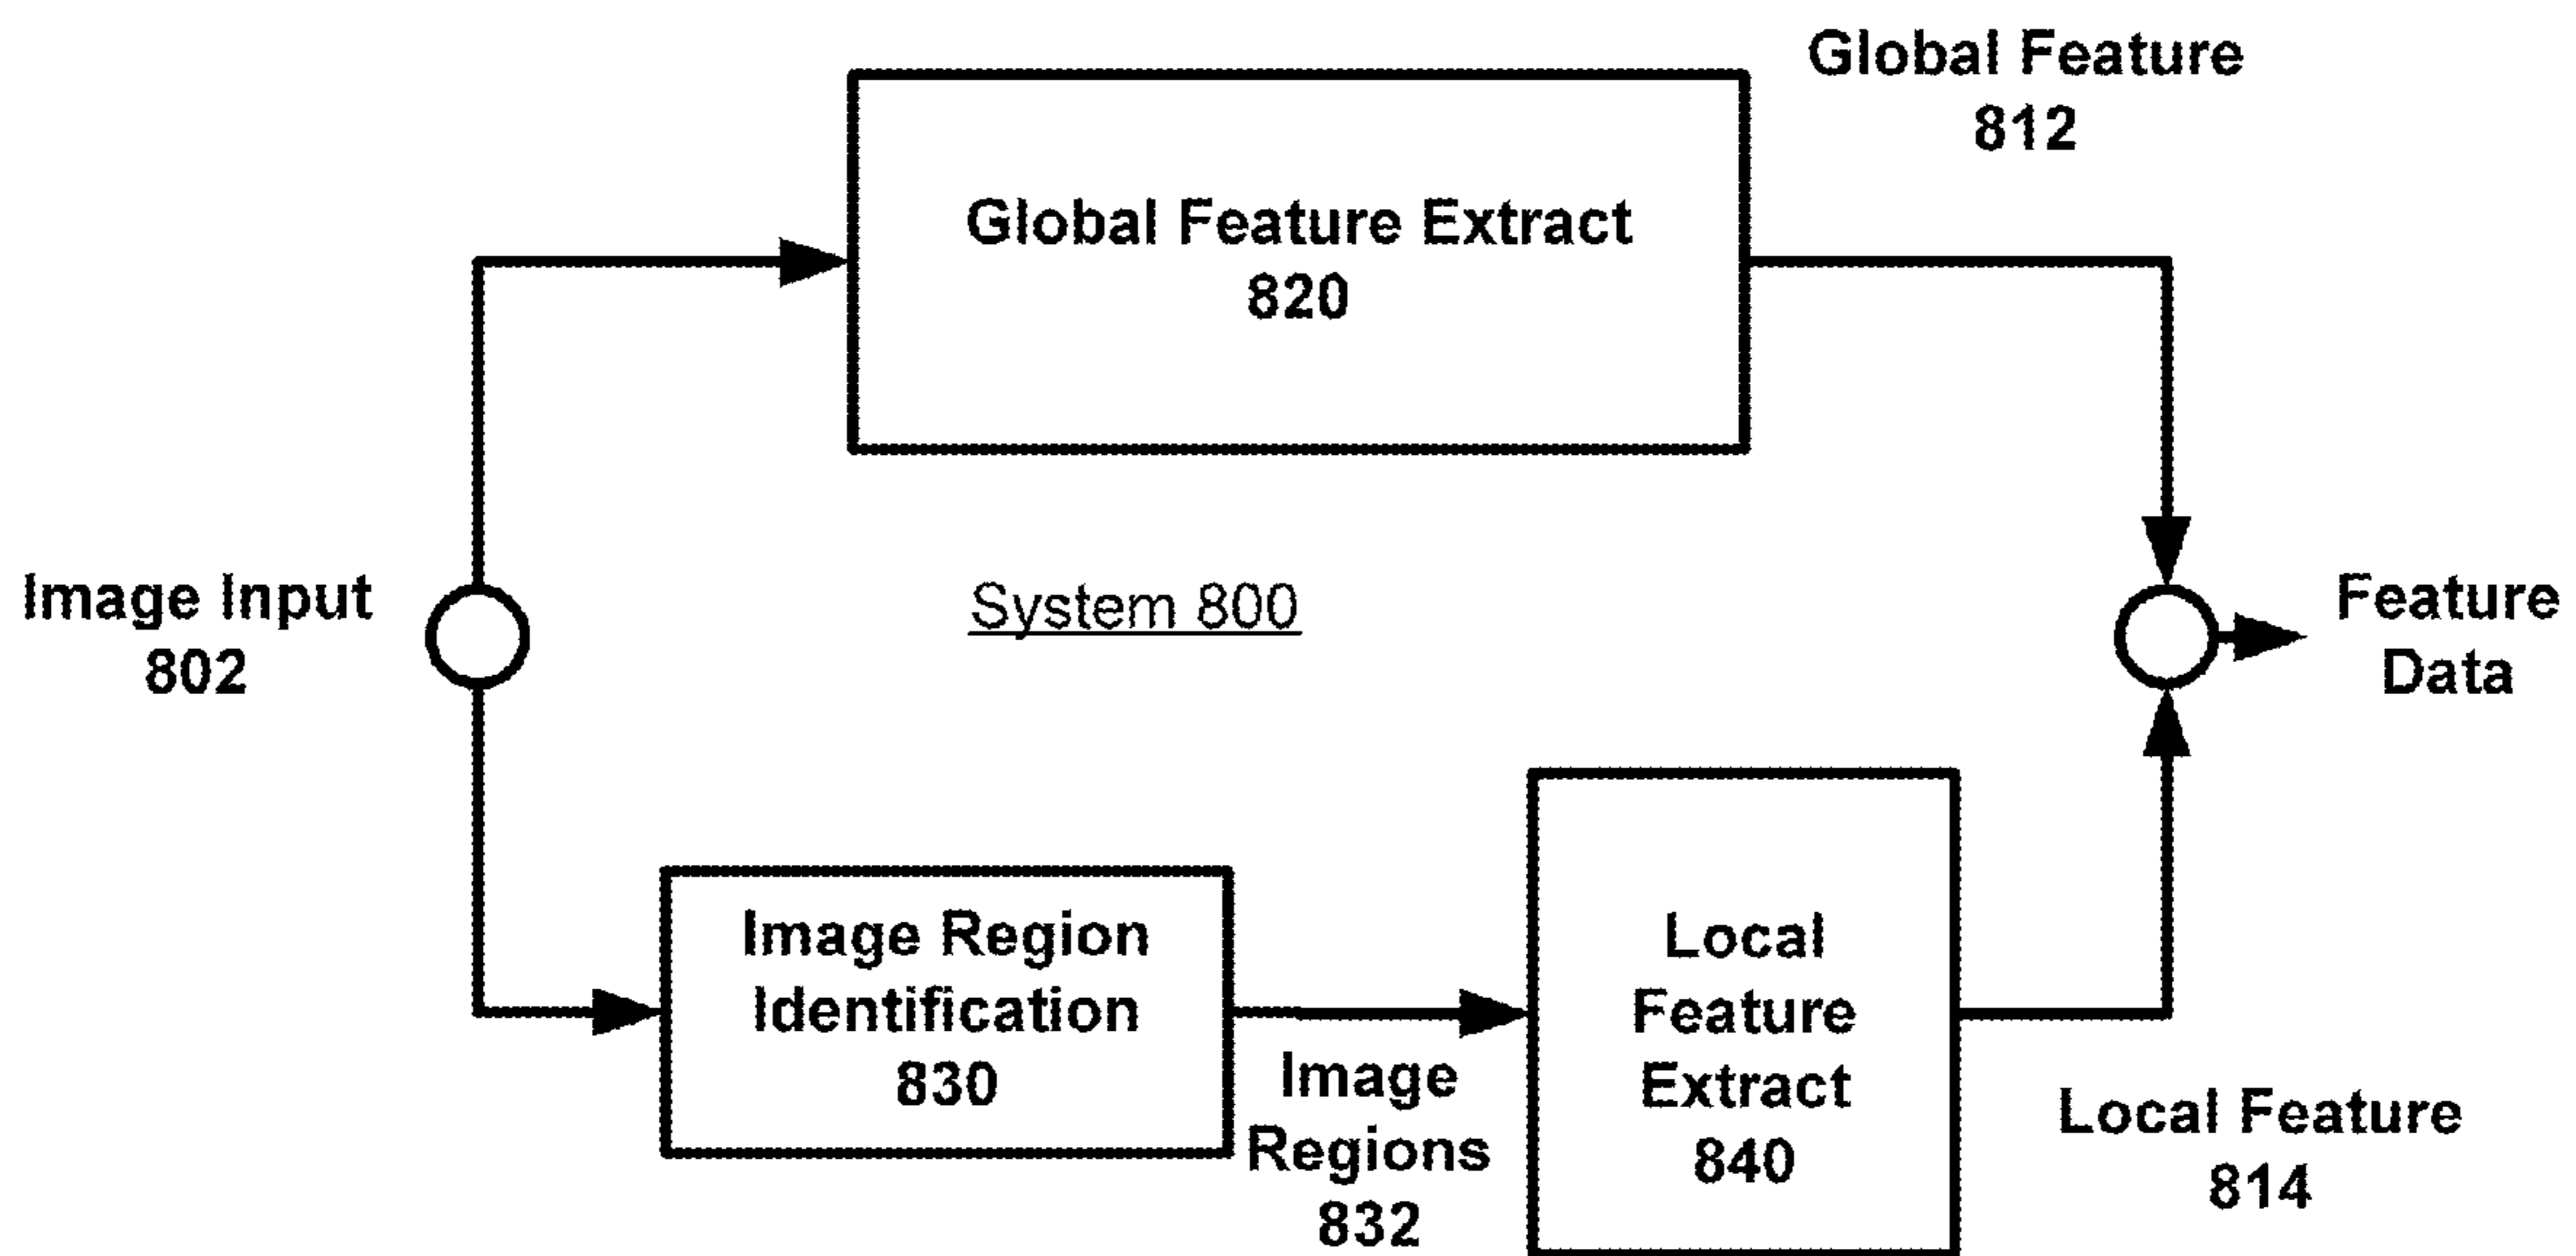 Global Feature
812
Global Feature Extract
820
Image Input
802
System 800
Feature
Data
Image Region
Identification
830
Image
Regions
832
Local
Feature
Extract
840
Local Feature
814